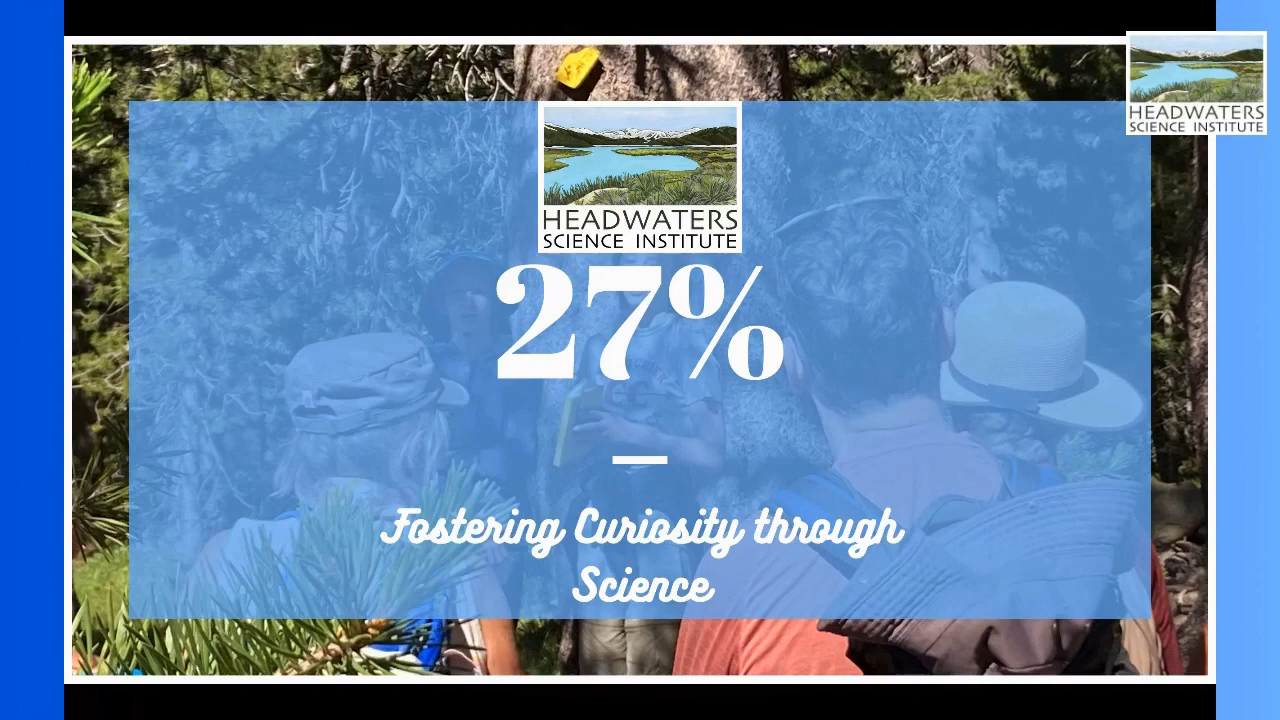 HEADWATERS
SCIENCE INSTITUTE
HEADWATERS
SCIENCE INSTITUTE
27%
Fostering Curiosity through
Science